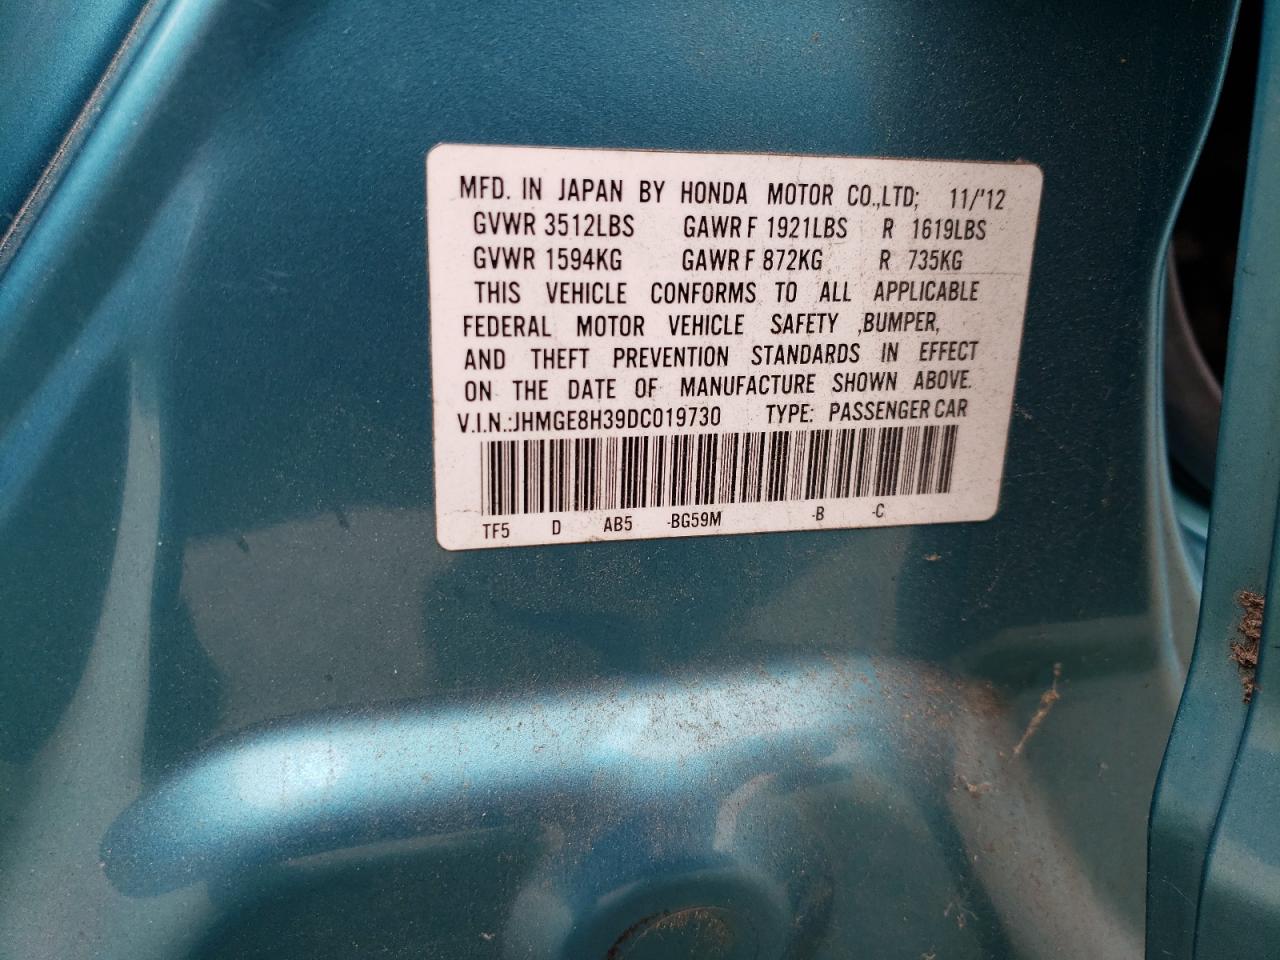 MFD. IN JAPAN BY HONDA MOTOR CO.,LTD; 11/'12
GVWR 3512LBS GAWR F 1921LBS R 1619LBS
GVWR 1594KG GAWR F 872KG R 735KG
THIS VEHICLE CONFORMS TO ALL APPLICABLE
FEDERAL MOTOR VEHICLE SAFETY ,BUMPER,
AND THEFT PREVENTION STANDARDS IN EFFECT
ON THE DATE OF MANUFACTURE SHOWN ABOVE.
V.I.N.:JHMGE8H39DC019730 TYPE: PASSENGER CAR
TF5 D AB5 -BG59M -B -C